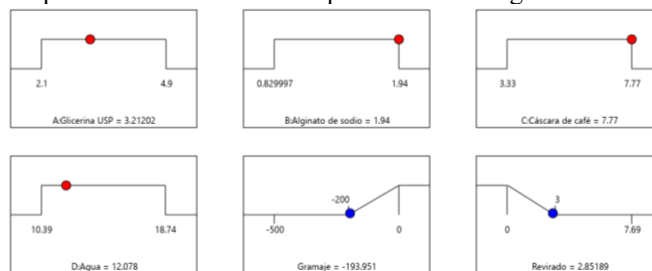 2.1 4.9 0.829997 1.94 3.33 7.77
A:Glicerina USP = 3.21202 B:Alginato de sodio = 1.94 C:Cáscara de café = 7.77
-200 3
10.39 18.74 -500 0 0 7.69
D:Agua = 12.078 Gramaje = -193.951 Revirado = 2.85189